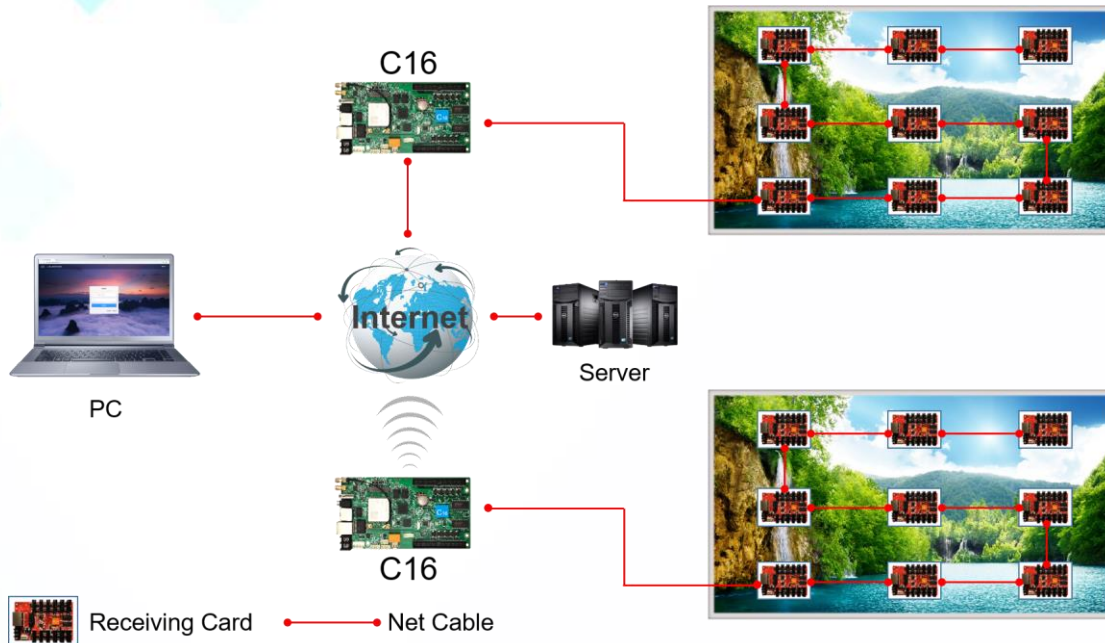 C16
Internet
Server
PC
C16
Receiving Card
Net Cable